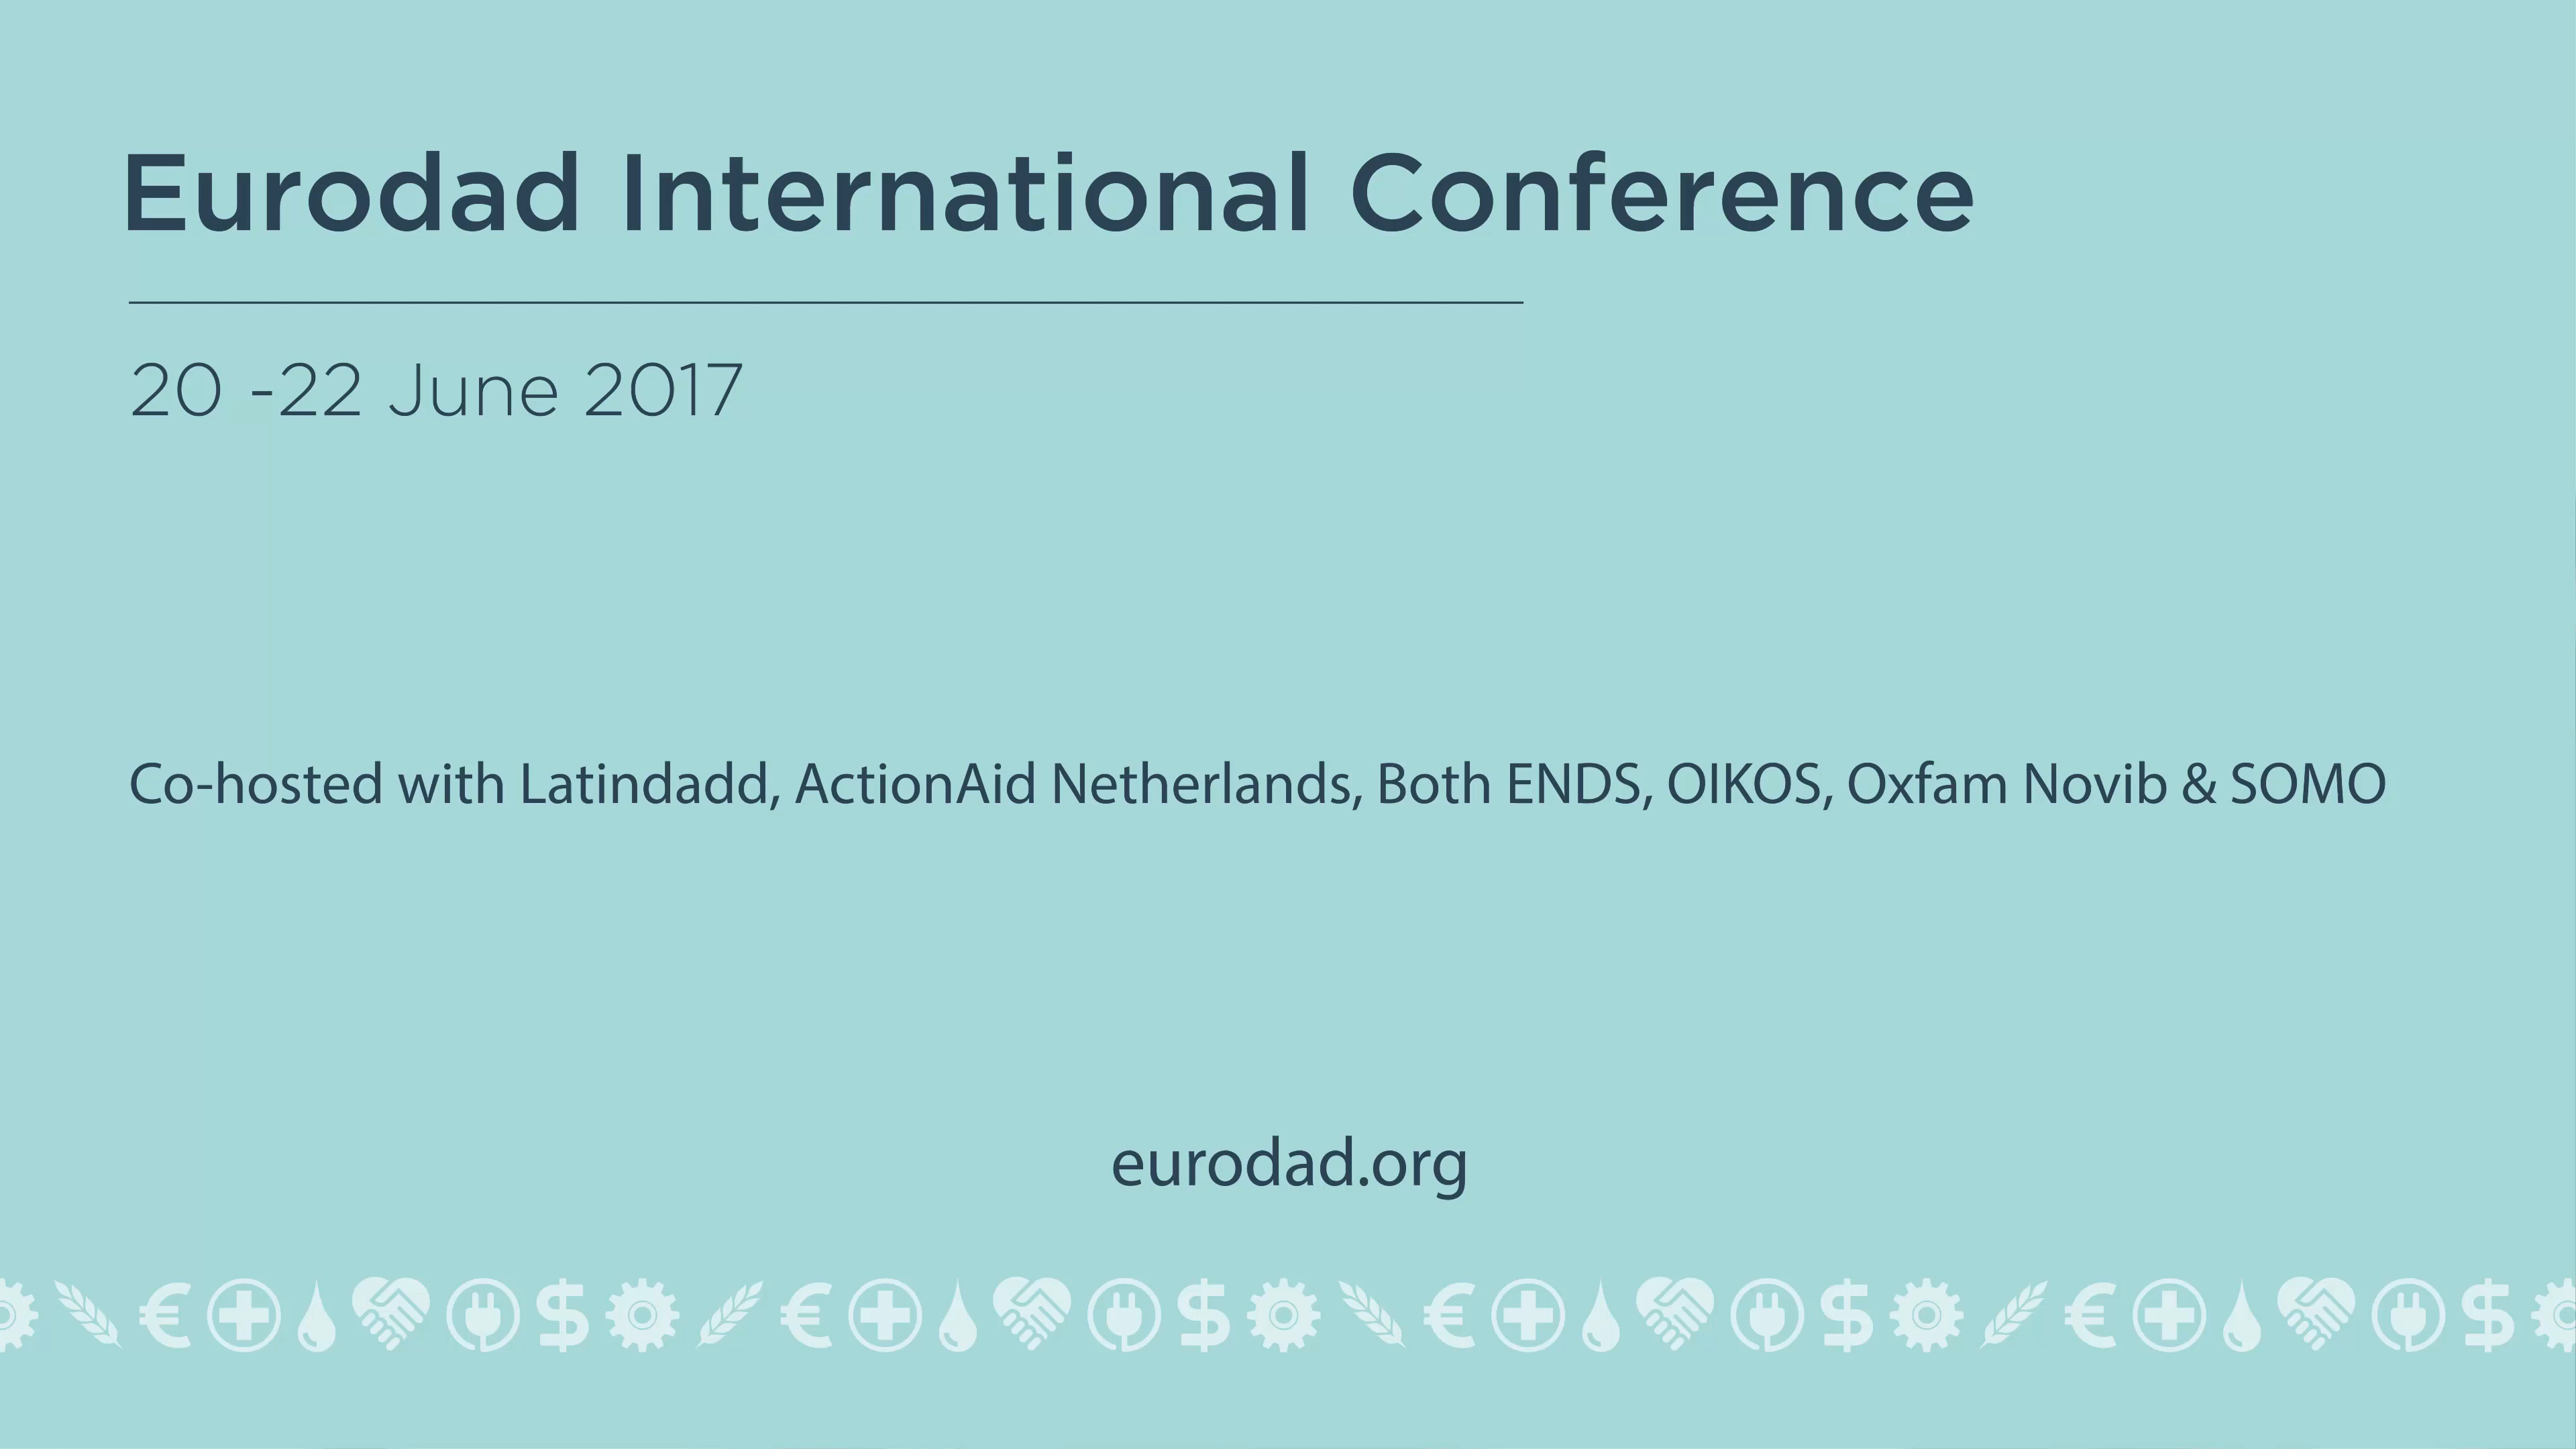 Eurodad International Conference
20 -22 June 2017
Co-hosted with Latindadd, ActionAid Netherlands, Both ENDS, OIKOS, Oxfam Novib & SOMO
eurodad.org